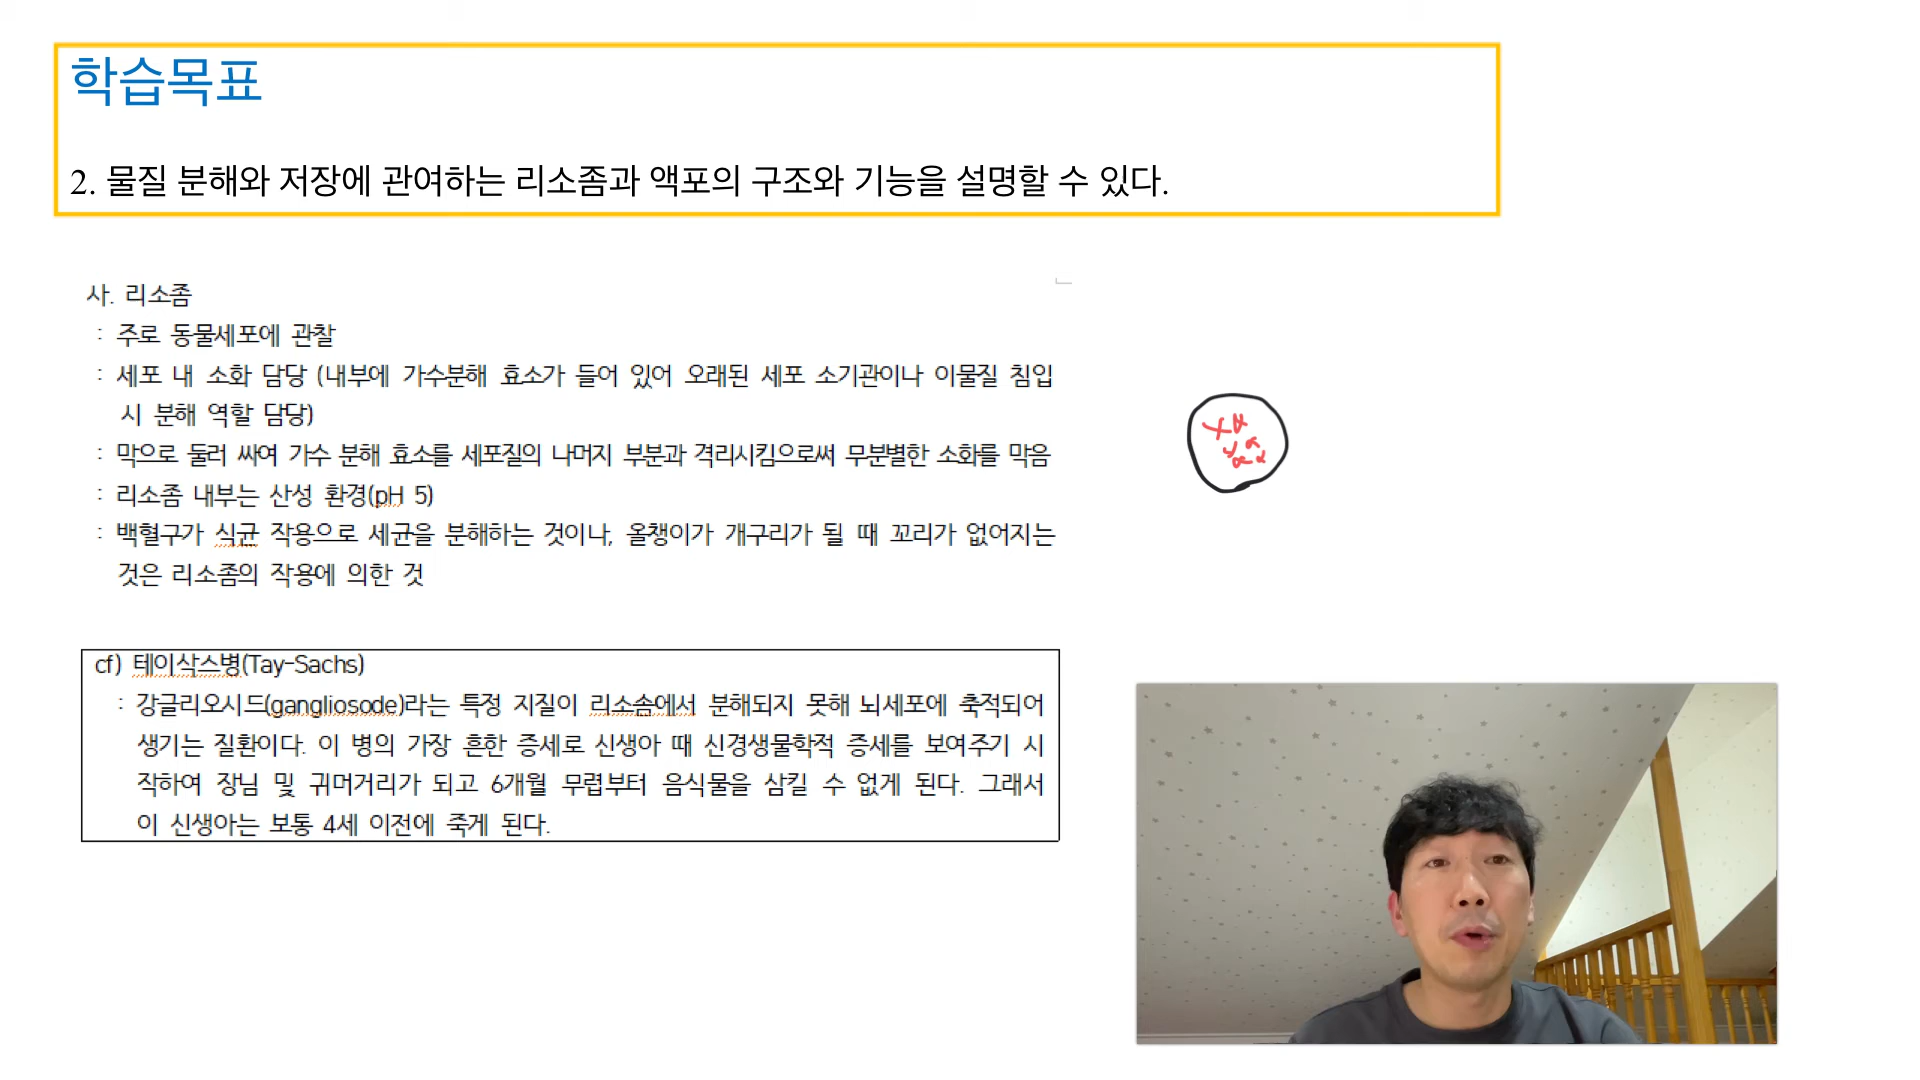 학습목표
2. 물질 분해와 저장에 관여하는 리소좀과 액포의 구조와 기능을 설명할 수 있다.
사. 리소좀
: 주로 동물세포에 관찰
: 세포 내 소화 담당 (내부에 가수분해 효소가 들어 있어 오래된 세포 소기관이나 이물질 침입
시 분해 역할 담당)
: 막으로 둘러 싸여 가수 분해 효소를 세포질의 나머지 부분과 격리시킴으로써 무분별한 소화를 막음
: 리소좀 내부는 산성 환경(pH 5)
: 백혈구가 식균 작용으로 세균을 분해하는 것이나, 올챙이가 개구리가 될 때 꼬리가 없어지는
것은 리소좀의 작용에 의한 것
cf) 테이삭스병(Tay-Sachs)
: 강글리오시드(gangliosode)라는 특정 지질이 리소솜에서 분해되지 못해 뇌세포에 축적되어
생기는 질환이다. 이 병의 가장 흔한 증세로 신생아 때 신경생물학적 증세를 보여주기 시
작하여 장님 및 귀머거리가 되고 6개월 무렵부터 음식물을 삼킬 수 없게 된다. 그래서
이 신생아는 보통 4세 이전에 죽게 된다.